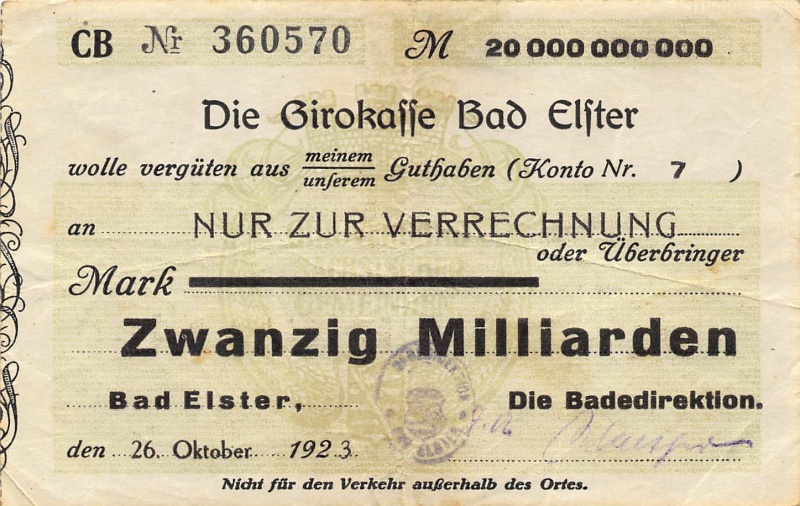 CB Nr 360570 M 20 000 000 000
Die Girokasse Bad Elster
wolle vergüten aus meinem Guthaben (Konto Nr. 7 )
unserem
an NUR ZUR VERRECHNUNG
oder Überbringer
Mark
Zwanzig Milliarden
Bad Elster, Die Badedirektion.
den 26. Oktober 1923
Nicht für den Verkehr außerhalb des Ortes.